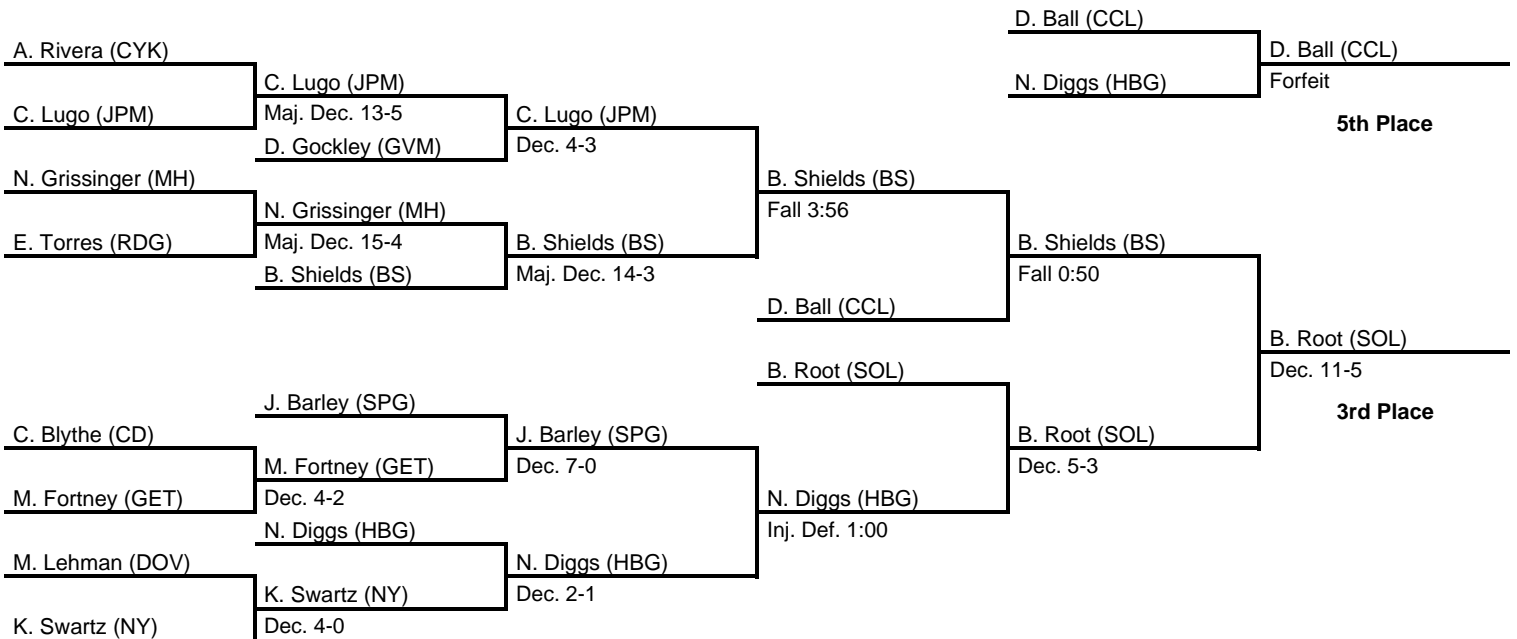 D. Ball (CCL)
A. Rivera (CYK)
D. Ball (CCL)
C. Lugo (JPM)
N. Diggs (HBG)
Forfeit
C. Lugo (JPM)
Maj. Dec. 13-5
C. Lugo (JPM)
5th Place
D. Gockley (GVM)
Dec. 4-3
N. Grissinger (MH)
B. Shields (BS)
N. Grissinger (MH)
Fall 3:56
E. Torres (RDG)
Maj. Dec. 15-4
B. Shields (BS)
B. Shields (BS)
B. Shields (BS)
Maj. Dec. 14-3
Fall 0:50
D. Ball (CCL)
B. Root (SOL)
B. Root (SOL)
Dec. 11-5
J. Barley (SPG)
3rd Place
C. Blythe (CD)
J. Barley (SPG)
B. Root (SOL)
M. Fortney (GET)
Dec. 7-0
Dec. 5-3
M. Fortney (GET)
Dec. 4-2
N. Diggs (HBG)
N. Diggs (HBG)
Inj. Def. 1:00
M. Lehman (DOV)
N. Diggs (HBG)
K. Swartz (NY)
Dec. 2-1
K. Swartz (NY)
Dec. 4-0